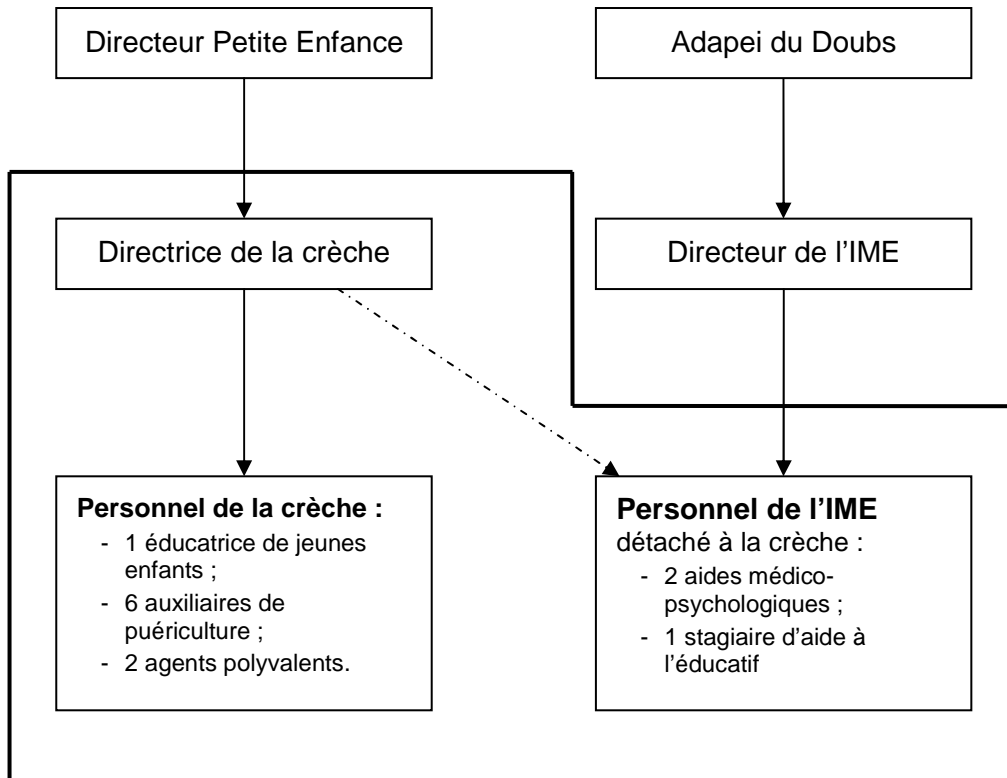 Directeur Petite Enfance
Adapei du Doubs
Directrice de la crèche
Directeur de l’IME
Personnel de la crèche :
- 1 éducatrice de jeunes
enfants ;
- 6 auxiliaires de
puériculture ;
- 2 agents polyvalents.
Personnel de l’IME
détaché à la crèche :
- 2 aides médico-
psychologiques ;
- 1 stagiaire d’aide à
l’éducatif